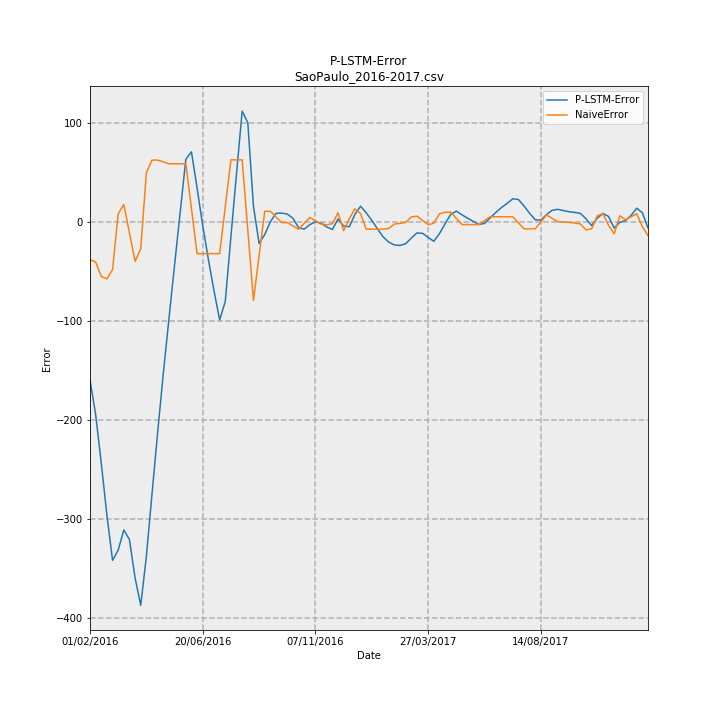 P-LSTM-Error
SaoPaulo_2016-2017.csv
P-LSTM-Error
NaiveError
100
0
−100
−200
−300
−400
Error
01/02/2016 20/06/2016 07/11/2016 27/03/2017 14/08/2017
Date